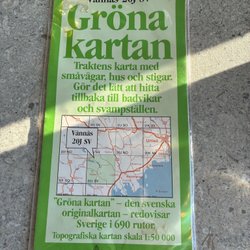 Vännäs 20J SV
Gröna
kartan
Traktens karta med
småvägar, hus och stigar.
Gör det lätt att hitta
tillbaka till badvikar
och svampställen.
Vännäs
20J SV
"Gröna kartan" – den svenska
originalkartan – redovisar
Sverige i 690 rutor.
Topografiska kartan skala 1:50 000